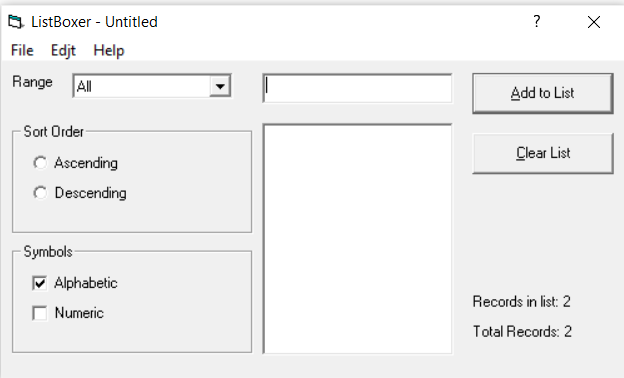 ListBoxer - Untitled
?
File Edjt Help
Range All
Add to List
Sort Order
Ascending
Descending
Clear List
Symbols
Alphabetic
Numeric
Records in list: 2
Total Records: 2